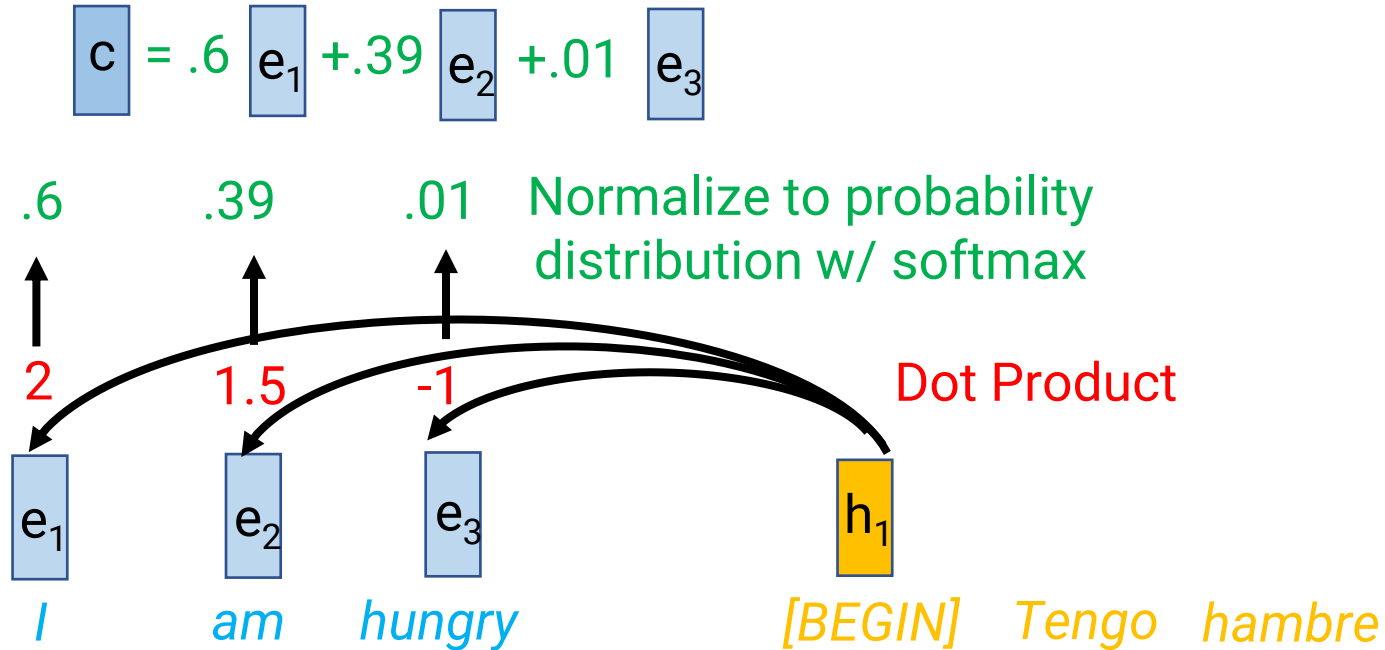 c = .6 e₁ +.39 e₂ +.01 e₃
.6 .39 .01 Normalize to probability
distribution w/ softmax
2 1.5 -1 Dot Product
e₁ e₂ e₃ h₁
I am hungry [BEGIN] Tengo hambre